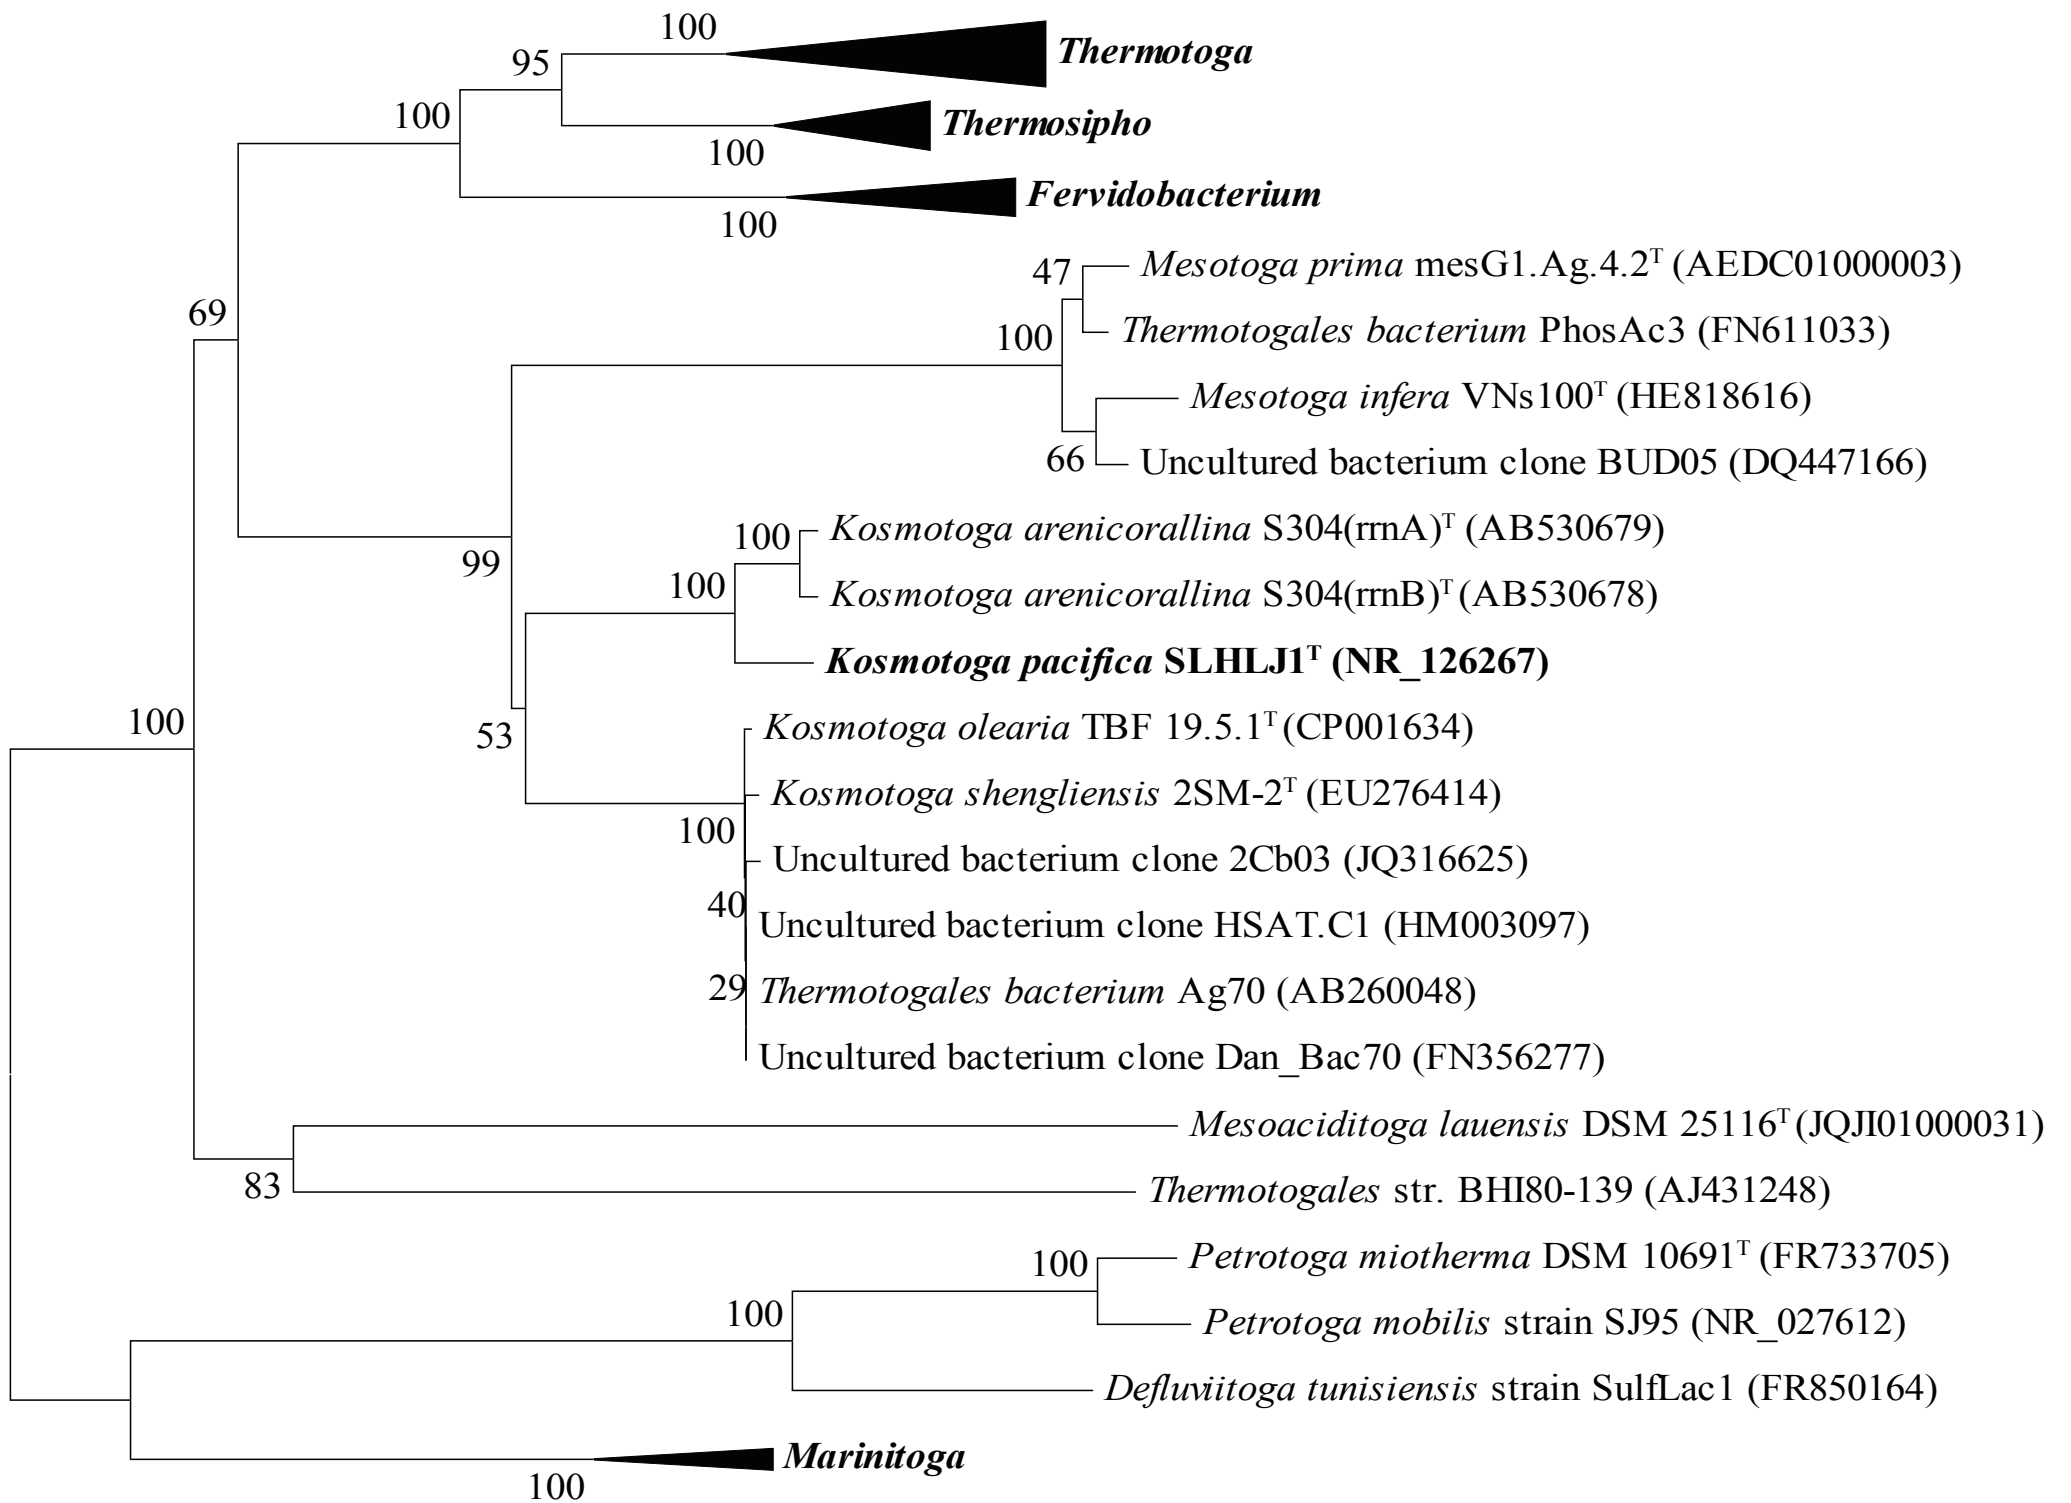 100
Thermotoga
95
100
Thermosipho
100
Fervidobacterium
100
47
Mesotoga prima mesG1.Ag.4.2ᵀ (AEDC01000003)
69
100
Thermotogales bacterium PhosAc3 (FN611033)
Mesotoga infera VNs100ᵀ (HE818616)
66
Uncultured bacterium clone BUD05 (DQ447166)
100
Kosmotoga arenicorallina S304(rrnA)ᵀ (AB530679)
99
100
Kosmotoga arenicorallina S304(rrnB)ᵀ (AB530678)
Kosmotoga pacifica SLHLJ1ᵀ (NR_126267)
100
53
Kosmotoga olearia TBF 19.5.1ᵀ (CP001634)
Kosmotoga shengliensis 2SM-2ᵀ (EU276414)
100
Uncultured bacterium clone 2Cb03 (JQ316625)
40
Uncultured bacterium clone HSAT.C1 (HM003097)
29
Thermotogales bacterium Ag70 (AB260048)
Uncultured bacterium clone Dan_Bac70 (FN356277)
Mesoaciditoga lauensis DSM 25116ᵀ (JQJI01000031)
83
Thermotogales str. BHI80-139 (AJ431248)
100
Petrotoga miotherma DSM 10691ᵀ (FR733705)
100
Petrotoga mobilis strain SJ95 (NR_027612)
Defluviitoga tunisiensis strain SulfLac1 (FR850164)
Marinitoga
100